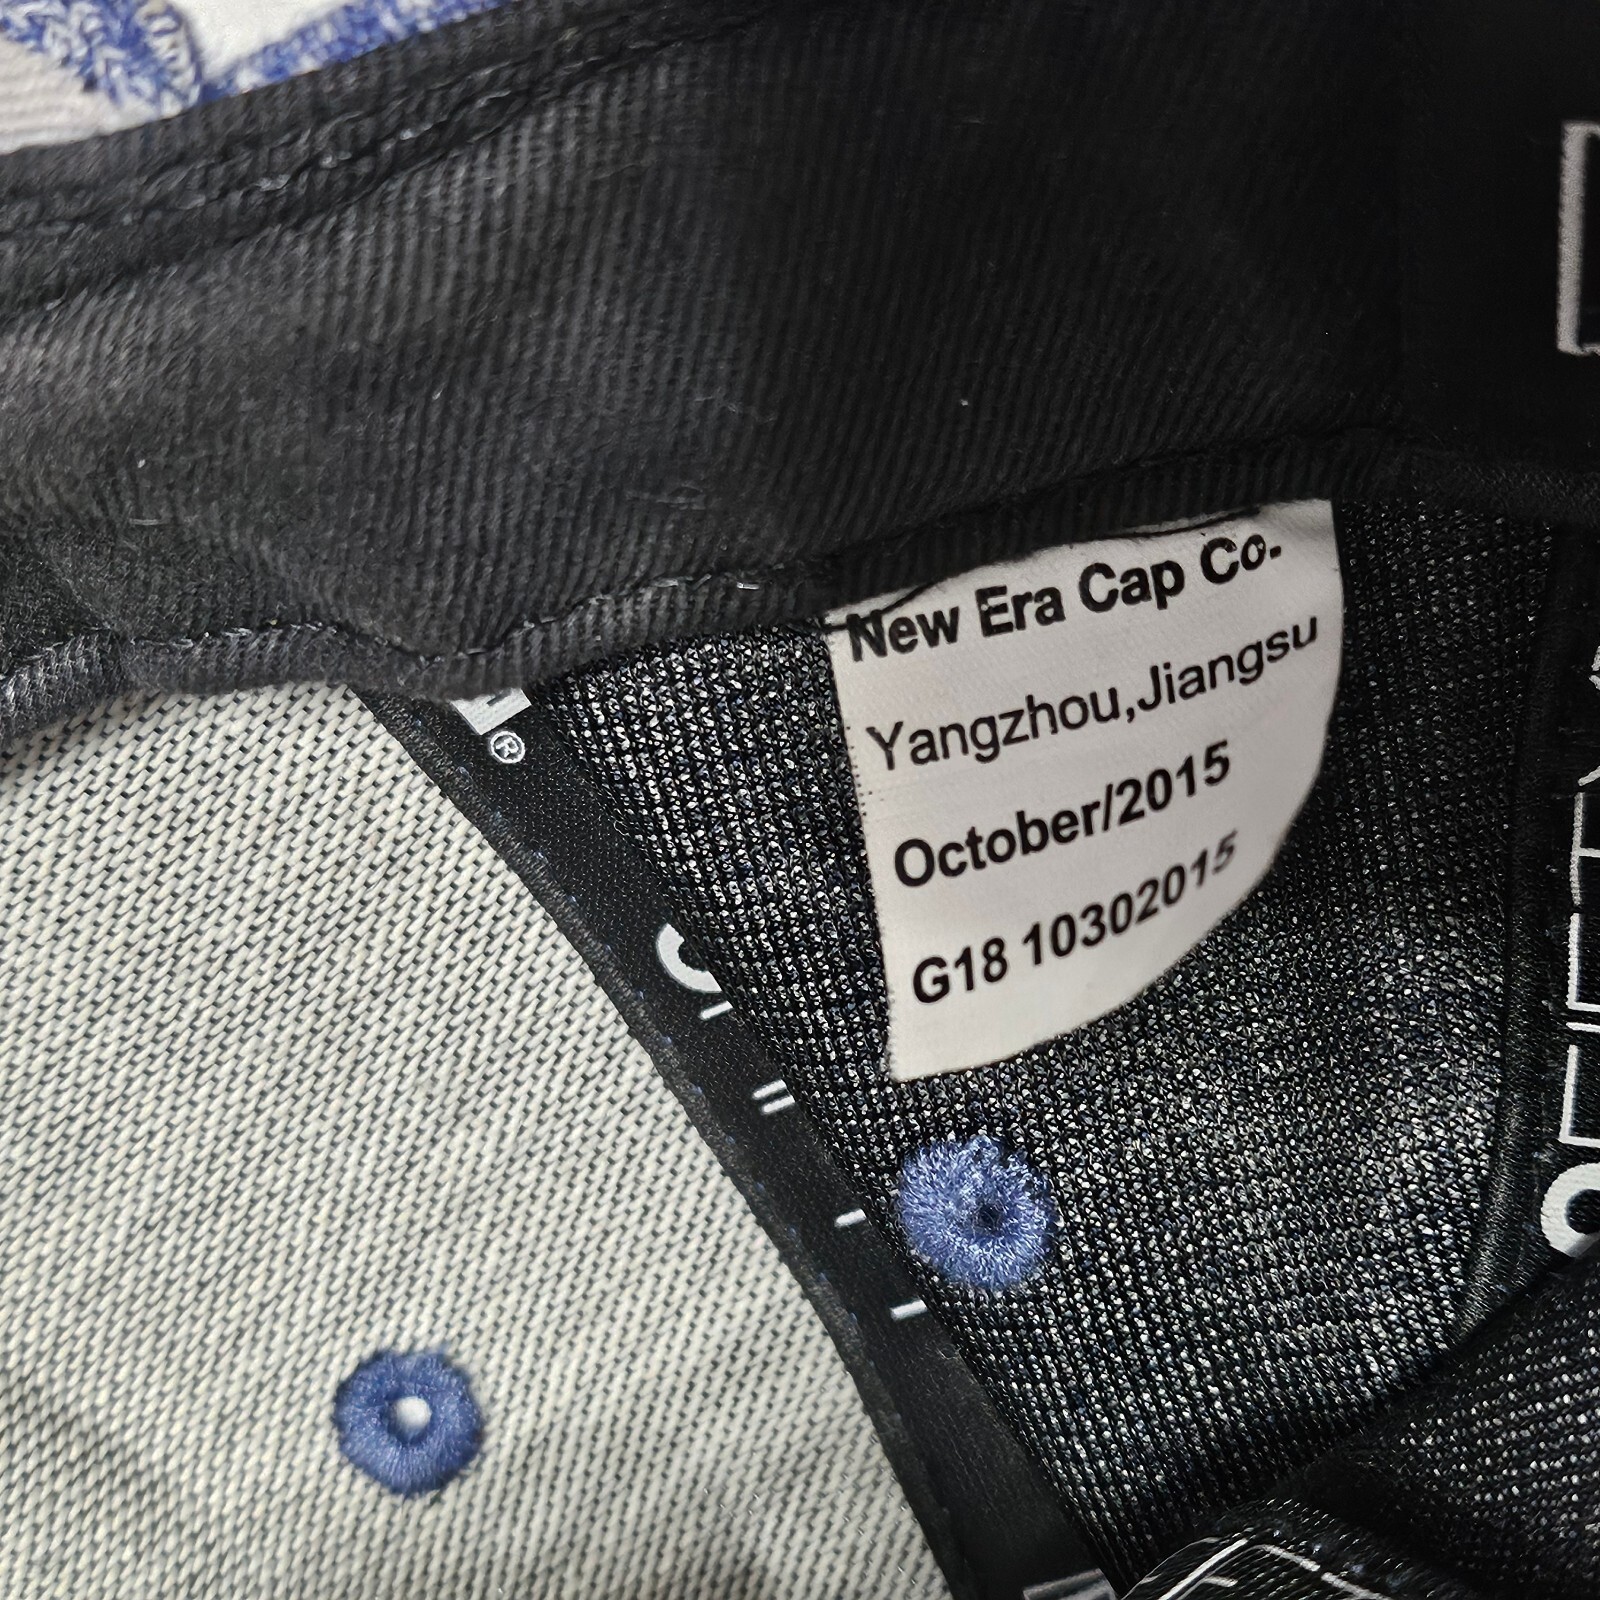 New Era Cap Co.
Yangzhou,Jiangsu
October/2015
G18 10302015
®